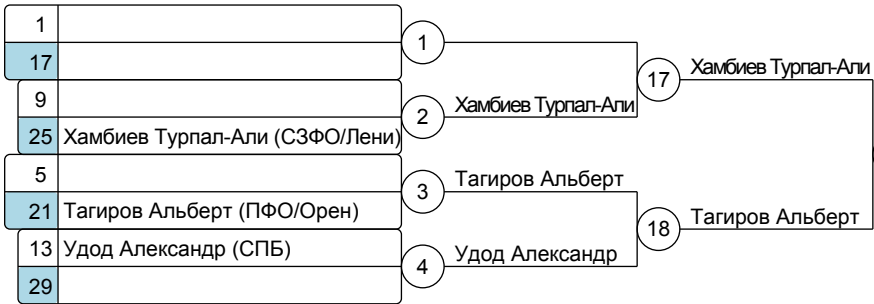 1
17
1
9
25 Хамбиев Турпал-Али (СЗФО/Лени)
2 Хамбиев Турпал-Али
17 Хамбиев Турпал-Али
5
21 Тагиров Альберт (ПФО/Орен)
3 Тагиров Альберт
13 Удод Александр (СПБ)
29
4 Удод Александр
18 Тагиров Альберт